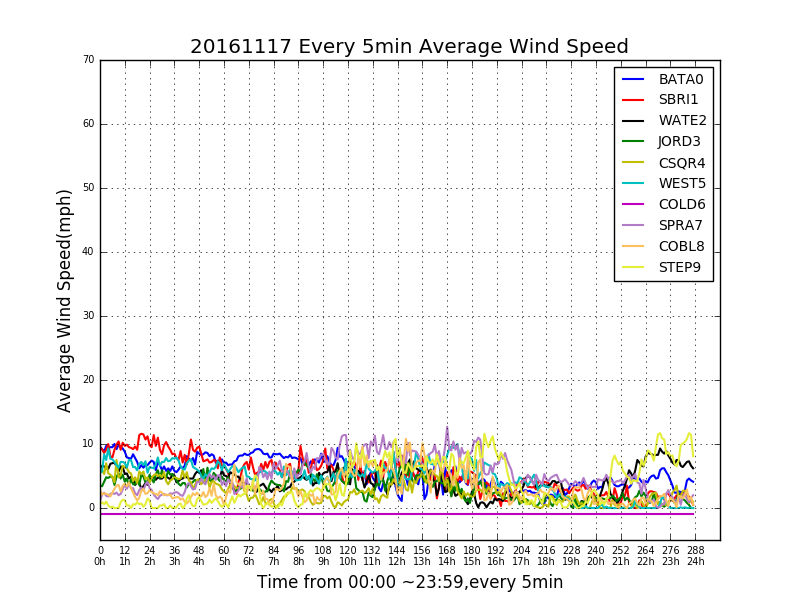 20161117 Every 5min Average Wind Speed
70
60
50
40
30
20
10
0
Average Wind Speed(mph)
BATA0
SBRI1
WATE2
JORD3
CSQR4
WEST5
COLD6
SPRA7
COBL8
STEP9
0 12 24 36 48 60 72 84 96 108 120 132 144 156 168 180 192 204 216 228 240 252 264 276 288
0h 1h 2h 3h 4h 5h 6h 7h 8h 9h 10h 11h 12h 13h 14h 15h 16h 17h 18h 19h 20h 21h 22h 23h 24h
Time from 00:00 ~23:59,every 5min